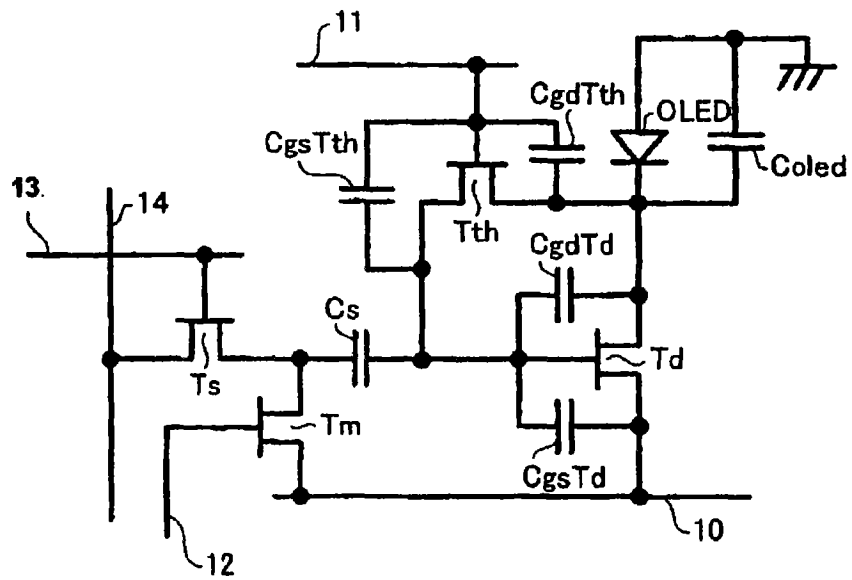 11
CgdTth
OLED
CgsTth
Coled
13.
14
Tth
CgdTd
Cs
Ts
Td
Tm
CgsTd
12
10